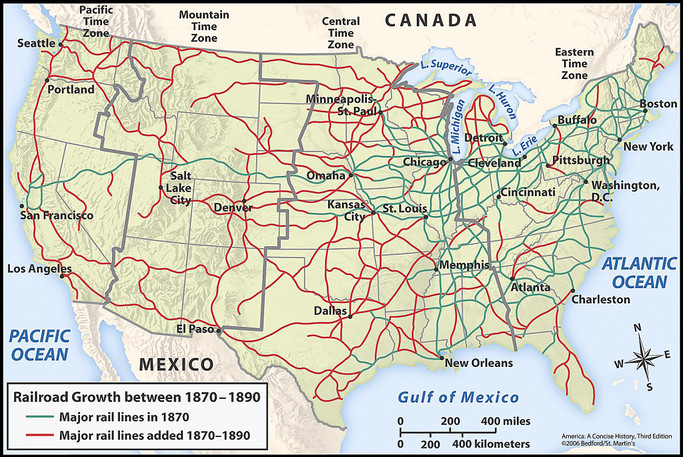 Pacific
Time
Zone
Mountain
Time
Zone
Central
Time
Zone
CANADA
Eastern
Time
Zone
Seattle
Portland
L. Superior
L. Huron
L. Michigan
L. Erie
Minneapolis-
St. Paul
Detroit
Buffalo
Boston
New York
Chicago
Cleveland
Pittsburgh
Salt
Lake
City
Omaha
Denver
Kansas
City
St. Louis
Cincinnati
Washington,
D.C.
San Francisco
Los Angeles
Memphis
Atlanta
ATLANTIC
OCEAN
Charleston
Dallas
El Paso
New Orleans
PACIFIC
OCEAN
MEXICO
Gulf of Mexico
N
W
E
S
Railroad Growth between 1870–1890
Major rail lines in 1870
Major rail lines added 1870–1890
0 200 400 miles
0 200 400 kilometers
America: A Concise History, Third Edition
©2006 Bedford/St. Martin's